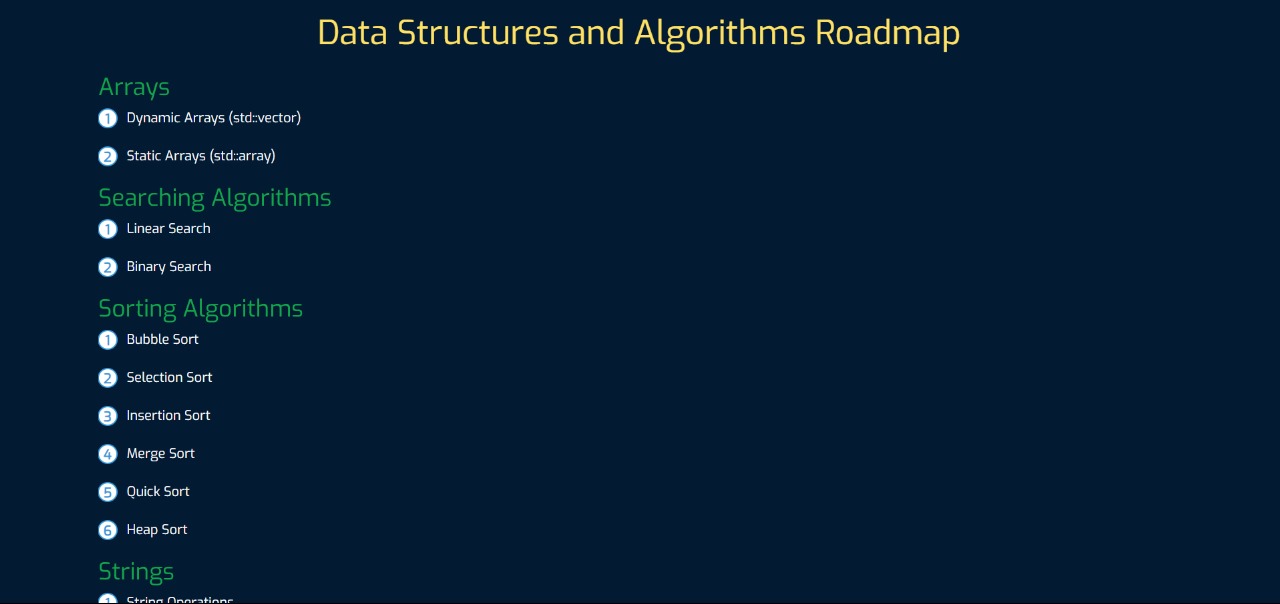 Data Structures and Algorithms Roadmap
Arrays
1 Dynamic Arrays (std::vector)
2 Static Arrays (std::array)
Searching Algorithms
1 Linear Search
2 Binary Search
Sorting Algorithms
1 Bubble Sort
2 Selection Sort
3 Insertion Sort
4 Merge Sort
5 Quick Sort
6 Heap Sort
Strings
1 String Operations